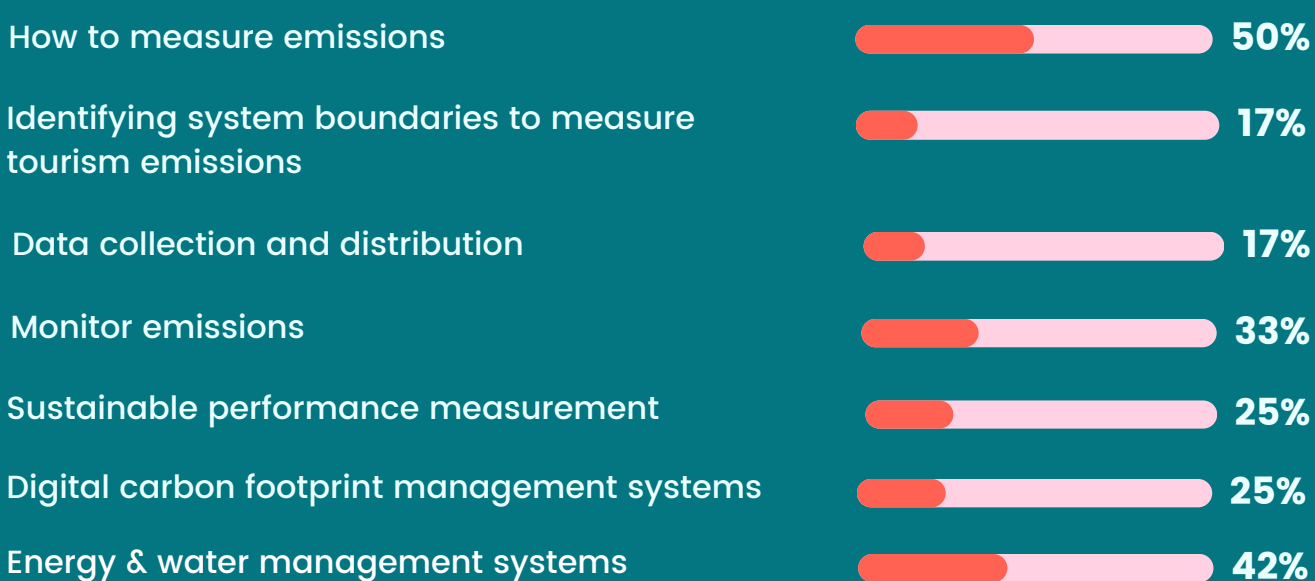 How to measure emissions 50%
Identifying system boundaries to measure 17%
tourism emissions
Data collection and distribution 17%
Monitor emissions 33%
Sustainable performance measurement 25%
Digital carbon footprint management systems 25%
Energy & water management systems 42%